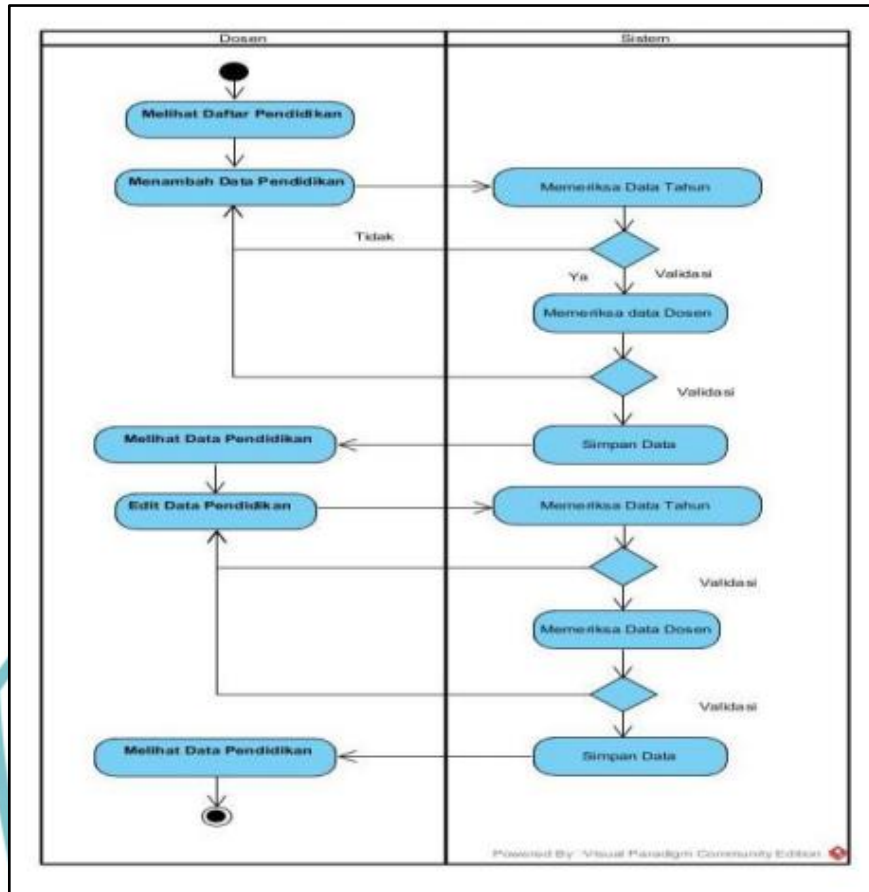 Dosen
Sistem
Melihat Daftar Pendidikan
Menambah Data Pendidikan
Memeriksa Data Tahun
Tidak
Ya
Validasi
Memeriksa data Dosen
Validasi
Melihat Data Pendidikan
Simpan Data
Edit Data Pendidikan
Memeriksa Data Tahun
Validasi
Memeriksa Data Dosen
Validasi
Melihat Data Pendidikan
Simpan Data
Powered By Visual Paradigm Community Edition